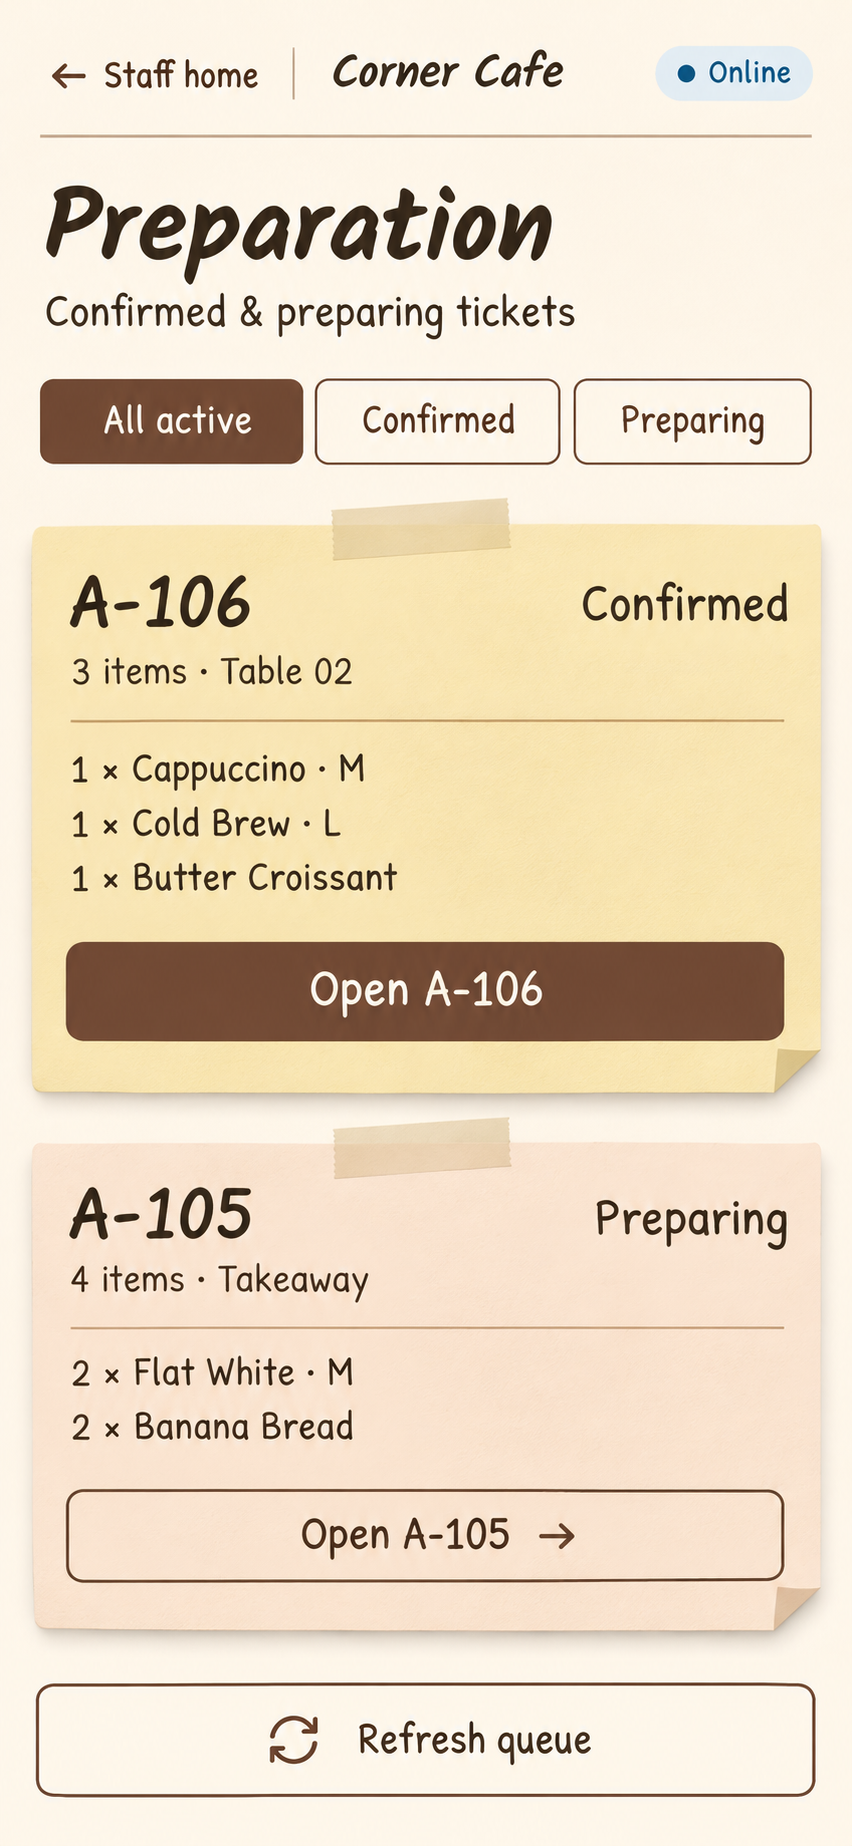 ← Staff home
Corner Cafe
Online
Preparation
Confirmed & preparing tickets
All active
Confirmed
Preparing
A-106
Confirmed
3 items · Table 02
1 × Cappuccino · M
1 × Cold Brew · L
1 × Butter Croissant
Open A-106
A-105
Preparing
4 items · Takeaway
2 × Flat White · M
2 × Banana Bread
Open A-105 →
Refresh queue